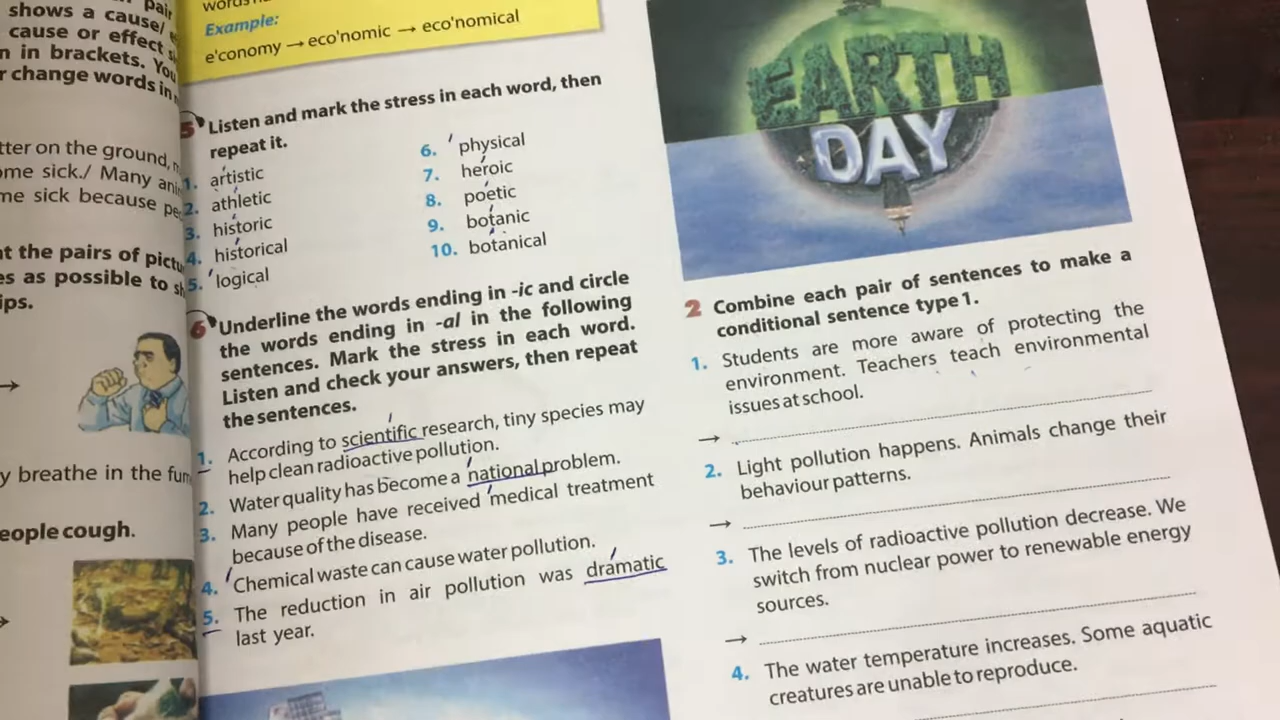 pair
shows a cause/
cause or effect
in brackets. You
change words in
tter on the ground,
ome sick./ Many
me sick because
at the pairs of
es as possible to
ips.
→
y breathe in the
eople cough.
Example:
e'conomy → eco'nomic → eco'nomical
5 Listen and mark the stress in each word, then
repeat it.
1. artistic
2. athletic
3. historic
4. historical
5. 'logical
6. 'physical
7. heroic
8. poetic
9. botanic
10. botanical
6 Underline the words ending in -ic and circle
the words ending in -al in the following
sentences. Mark the stress in each word.
Listen and check your answers, then repeat
the sentences.
1. According to scientific research, tiny species may
help clean radioactive pollution.
2. Water quality has become a 'national problem.
3. Many people have received 'medical treatment
because of the disease.
4. 'Chemical waste can cause water pollution.
5. The reduction in air pollution was dramatic
last year.
EARTH
DAY
2 Combine each pair of sentences to make a
conditional sentence type 1.
1. Students are more aware of protecting the
environment. Teachers teach environmental
issues at school.
→
2. Light pollution happens. Animals change their
behaviour patterns.
→
3. The levels of radioactive pollution decrease. We
switch from nuclear power to renewable energy
sources.
→
4. The water temperature increases. Some aquatic
creatures are unable to reproduce.